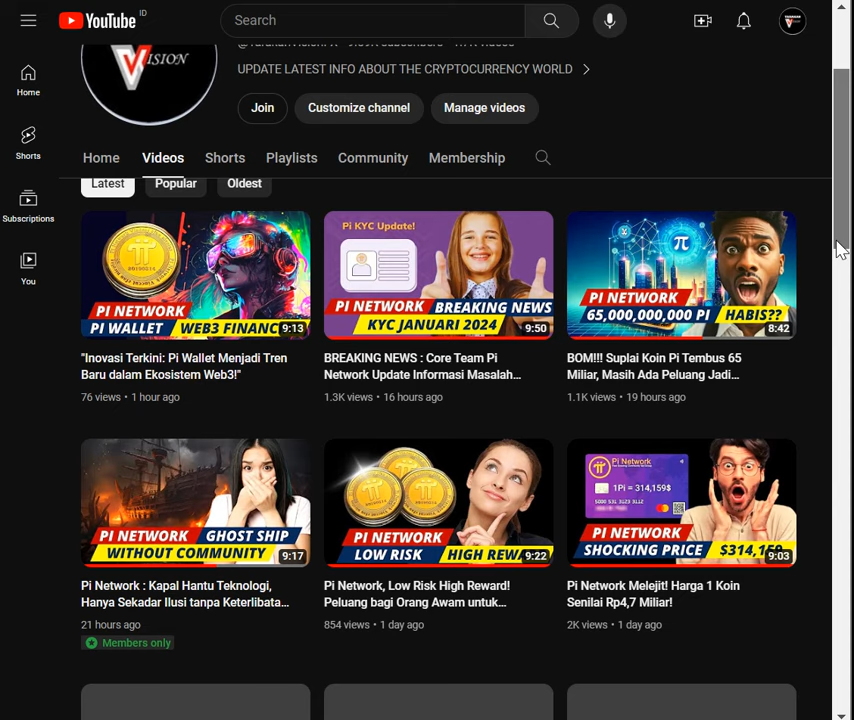 YouTube ID
Search
UPDATE LATEST INFO ABOUT THE CRYPTOCURRENCY WORLD
VISION
Join
Customize channel
Manage videos
Home
Shorts
Subscriptions
You
Home
Videos
Shorts
Playlists
Community
Membership
Latest
Popular
Oldest
PI NETWORK
PI WALLET
WEB3 FINANC
9:13
Pi KYC Update!
PI NETWORK
BREAKING NEWS
KYC JANUARI 2024
9:50
PI NETWORK
65,000,000,000 PI
HABIS??
8:42
"Inovasi Terkini: Pi Wallet Menjadi Tren
Baru dalam Ekosistem Web3!"
76 views • 1 hour ago
BREAKING NEWS : Core Team Pi
Network Update Informasi Masalah...
1.3K views • 16 hours ago
BOM!!! Suplai Koin Pi Tembus 65
Miliar, Masih Ada Peluang Jadi...
1.1K views • 19 hours ago
PI NETWORK
GHOST SHIP
WITHOUT COMMUNITY
9:17
PI NETWORK
LOW RISK
HIGH REW
9:22
Pi Network
1Pi = 314,159$
PI NETWORK
SHOCKING PRICE
$314,15
9:03
Pi Network : Kapal Hantu Teknologi,
Hanya Sekadar Ilusi tanpa Keterlibata...
21 hours ago
Members only
Pi Network, Low Risk High Reward!
Peluang bagi Orang Awam untuk...
854 views • 1 day ago
Pi Network Melejit! Harga 1 Koin
Senilai Rp4,7 Miliar!
2K views • 1 day ago